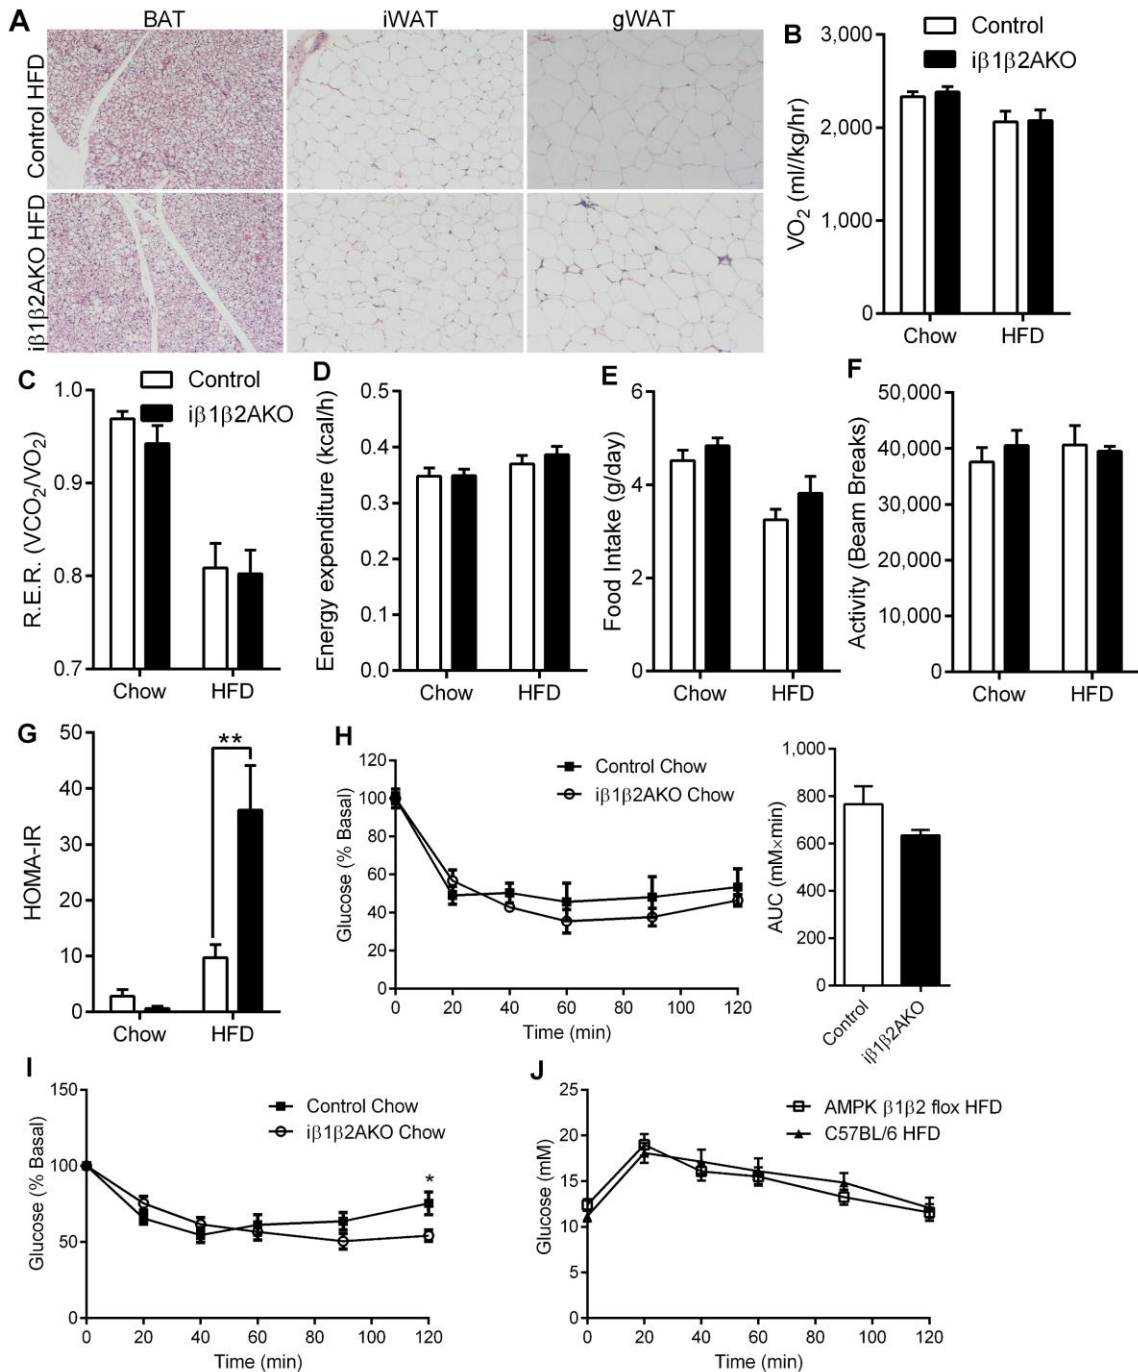 A
BAT
iWAT
gWAT
Control HFD
iβ1β2AKO HFD
B
Control
iβ1β2AKO
3,000
2,000
1,000
0
VO2 (ml//kg/hr)
Chow
HFD
C
Control
iβ1β2AKO
1.0
0.9
0.8
0.7
R.E.R. (VCO2/VO2)
Chow
HFD
D
0.5
0.4
0.3
0.2
0.1
0.0
Energy expenditure (kcal/h)
Chow
HFD
E
6
4
2
0
Food Intake (g/day)
Chow
HFD
F
50,000
40,000
30,000
20,000
10,000
0
Activity (Beam Breaks)
Chow
HFD
G
50
40
30
20
10
0
HOMA-IR
**
Chow
HFD
H
120
100
80
60
40
20
0
Glucose (% Basal)
Control Chow
iβ1β2AKO Chow
0 20 40 60 80 100 120
Time (min)
1,000
800
600
400
200
0
AUC (mM×min)
Control
iβ1β2AKO
I
150
100
50
0
Glucose (% Basal)
Control Chow
iβ1β2AKO Chow
*
0 20 40 60 80 100 120
Time (min)
J
25
20
15
10
5
0
Glucose (mM)
AMPK β1β2 flox HFD
C57BL/6 HFD
0 20 40 60 80 100 120
Time (min)